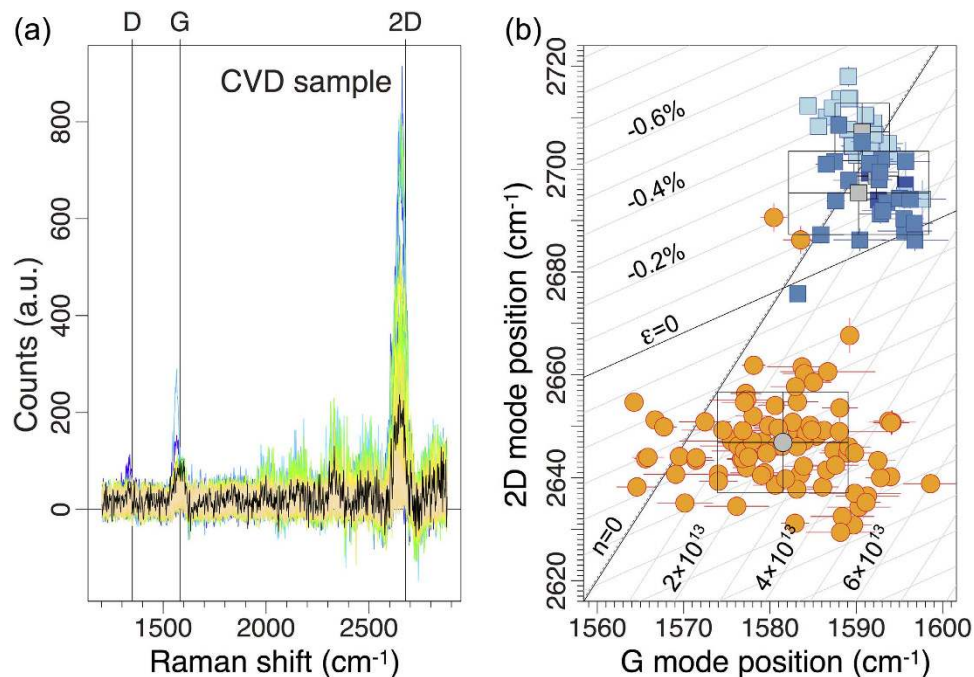 (a)
D G 2D
CVD sample
Counts (a.u.)
800
600
400
200
0
1500 2000 2500
Raman shift (cm⁻¹)
(b)
2D mode position (cm⁻¹)
2720
2700
2680
2660
2640
2620
-0.6%
-0.4%
-0.2%
ε=0
n=0
2×10¹³
4×10¹³
6×10¹³
1560 1570 1580 1590 1600
G mode position (cm⁻¹)